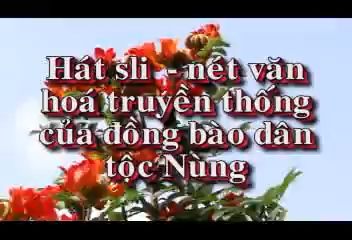 Hát sli - nét văn
hoá truyền thống
của đồng bào dân
tộc Nùng